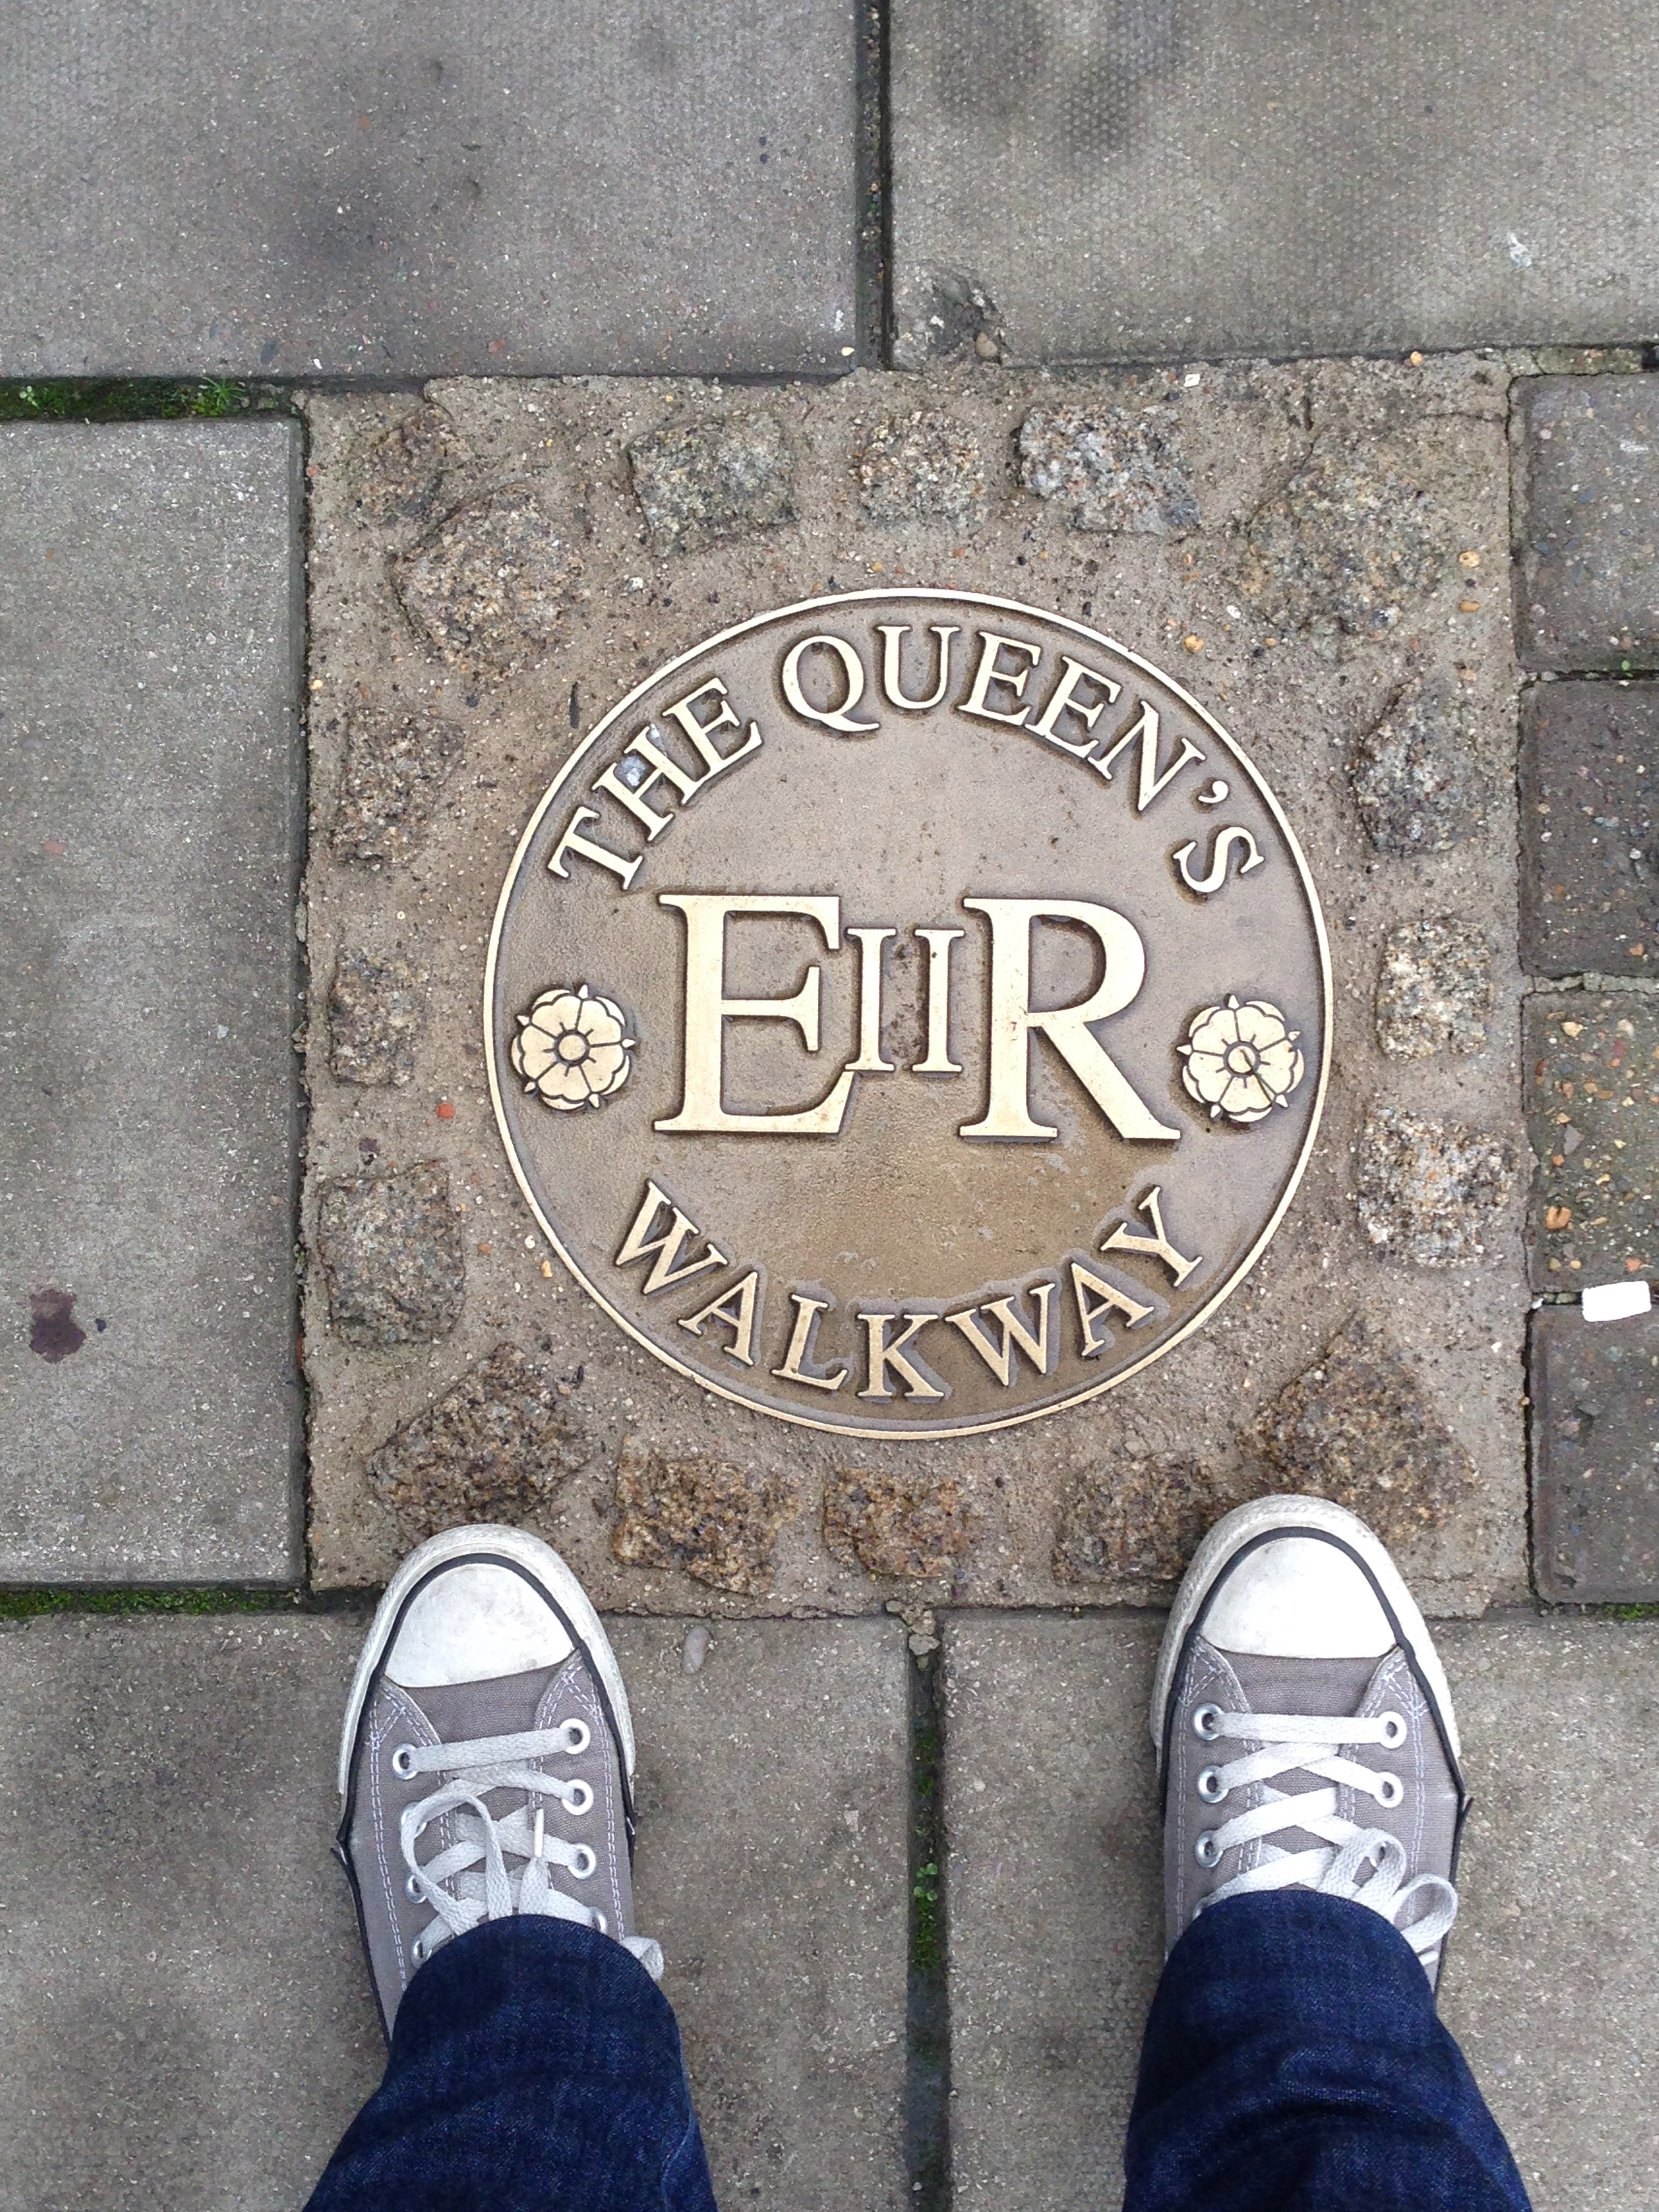 THE QUEEN'S
EIIR
WALKWAY